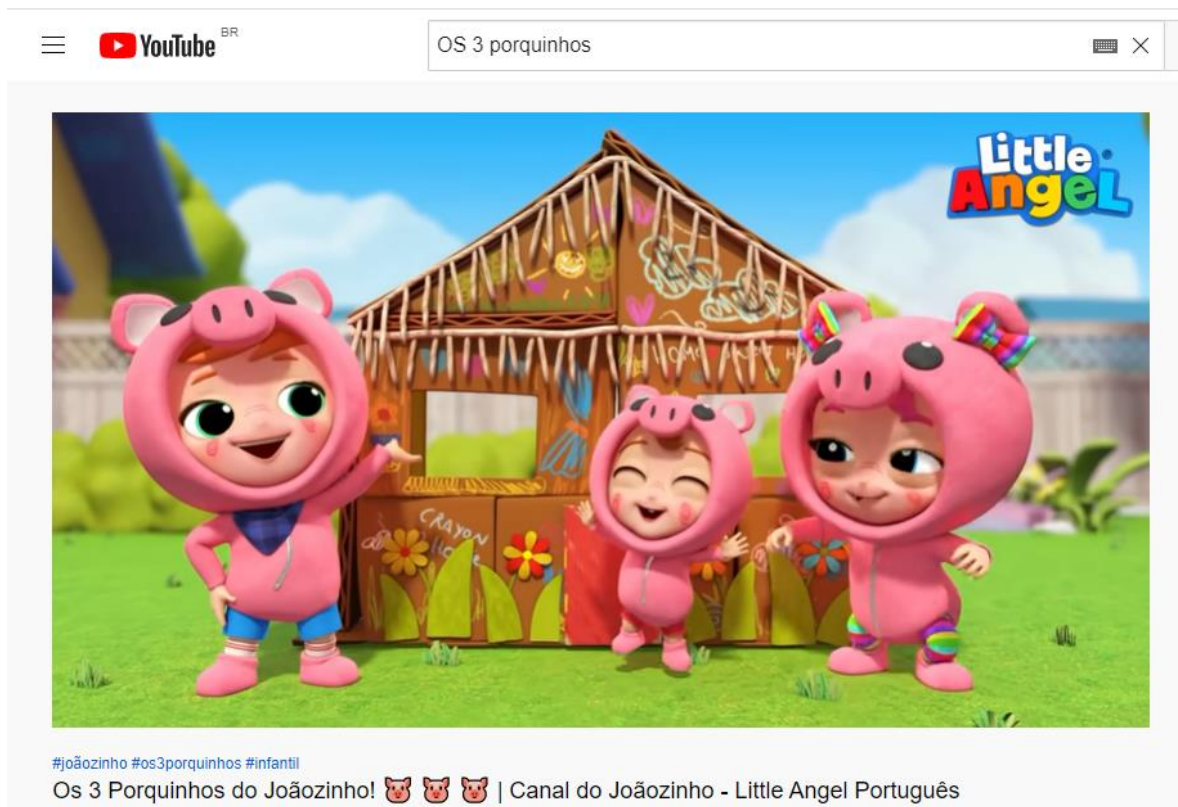 YouTube BR
OS 3 porquinhos
Little
Angel
CRAYON
#joãozinho #os3porquinhos #infantil
Os 3 Porquinhos do Joãozinho! 🐷 🐷 🐷 | Canal do Joãozinho - Little Angel Português